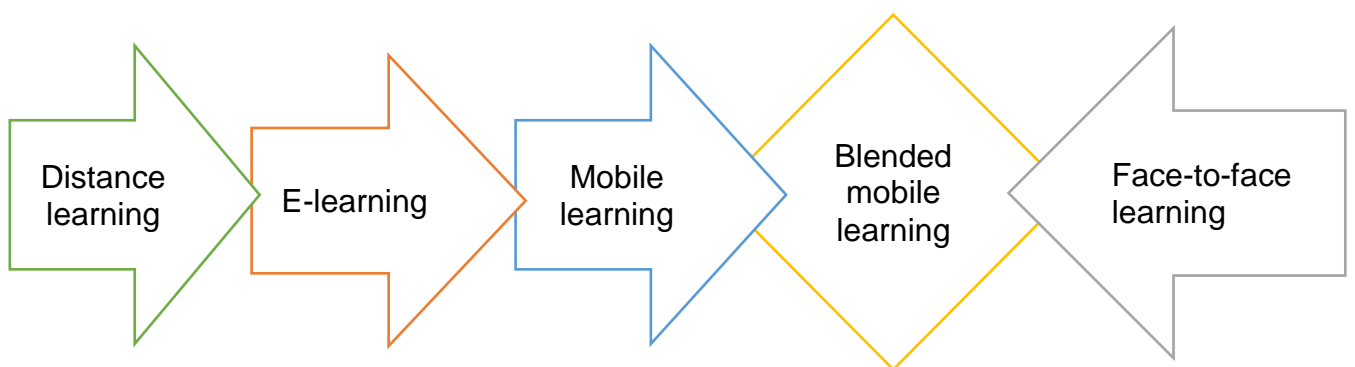 Distance
learning
E-learning
Mobile
learning
Blended
mobile
learning
Face-to-face
learning